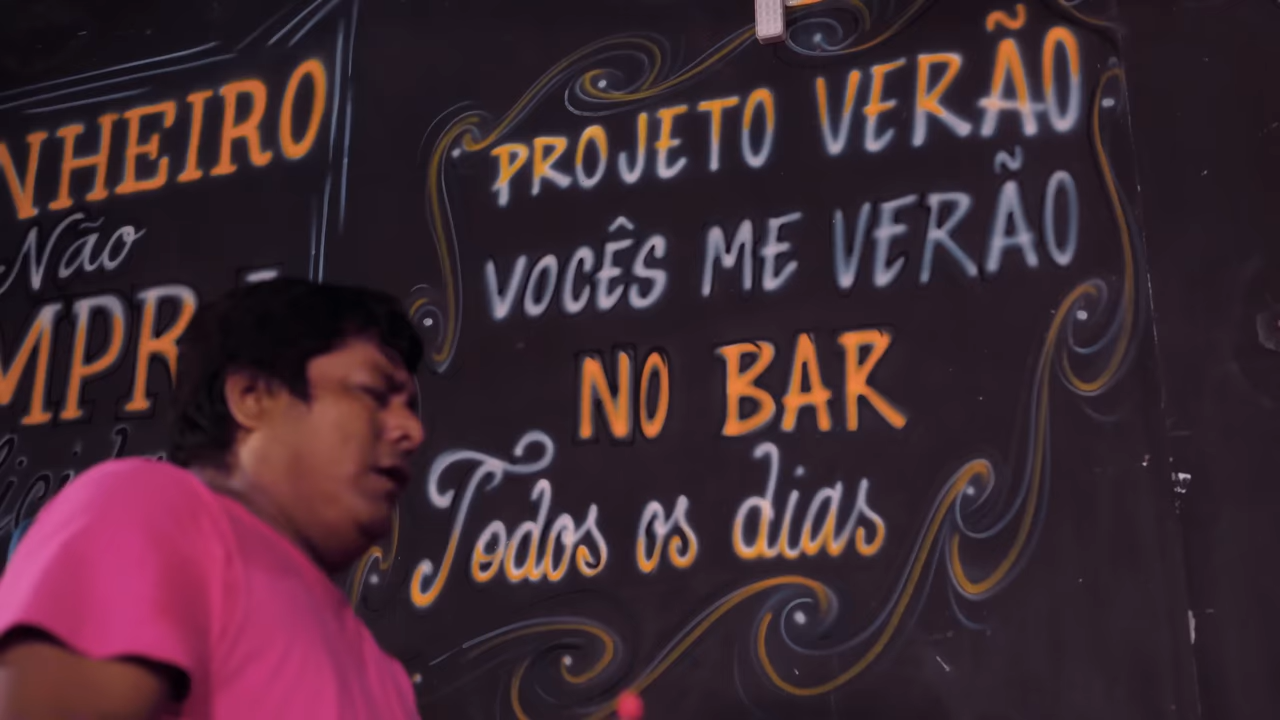 NHEIRO
Não
MPR
PROJETO VERÃO
VOCÊS ME VERÃO
NO BAR
Todos os dias